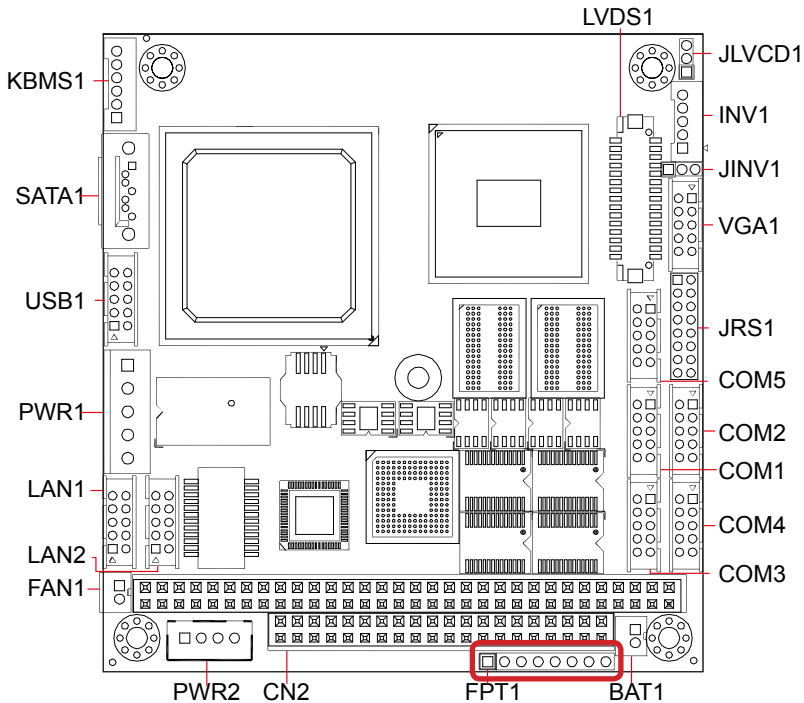 LVDS1
JLVCD1
KBMS1
INV1
JINV1
SATA1
VGA1
USB1
JRS1
COM5
PWR1
COM2
COM1
LAN1
COM4
LAN2
COM3
FAN1
PWR2
CN2
FPT1
BAT1